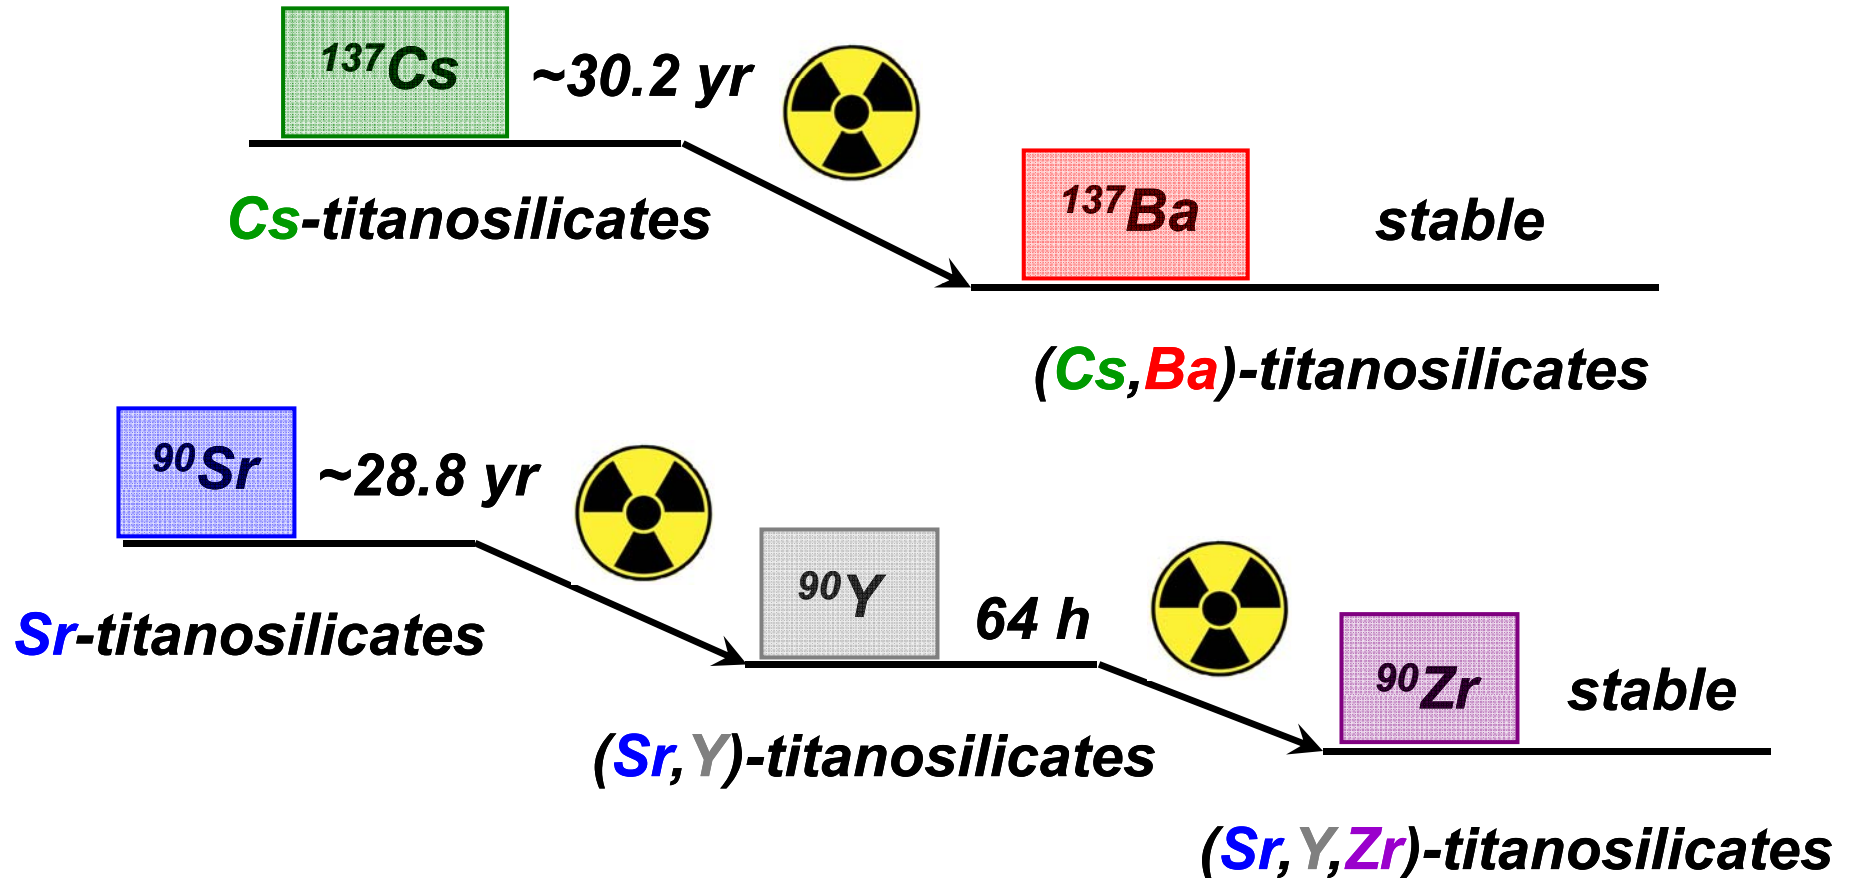 ¹³⁷Cs ~30.2 yr
Cs-titanosilicates
¹³⁷Ba stable
(Cs,Ba)-titanosilicates
⁹⁰Sr ~28.8 yr
Sr-titanosilicates
⁹⁰Y 64 h
(Sr,Y)-titanosilicates
⁹⁰Zr stable
(Sr,Y,Zr)-titanosilicates